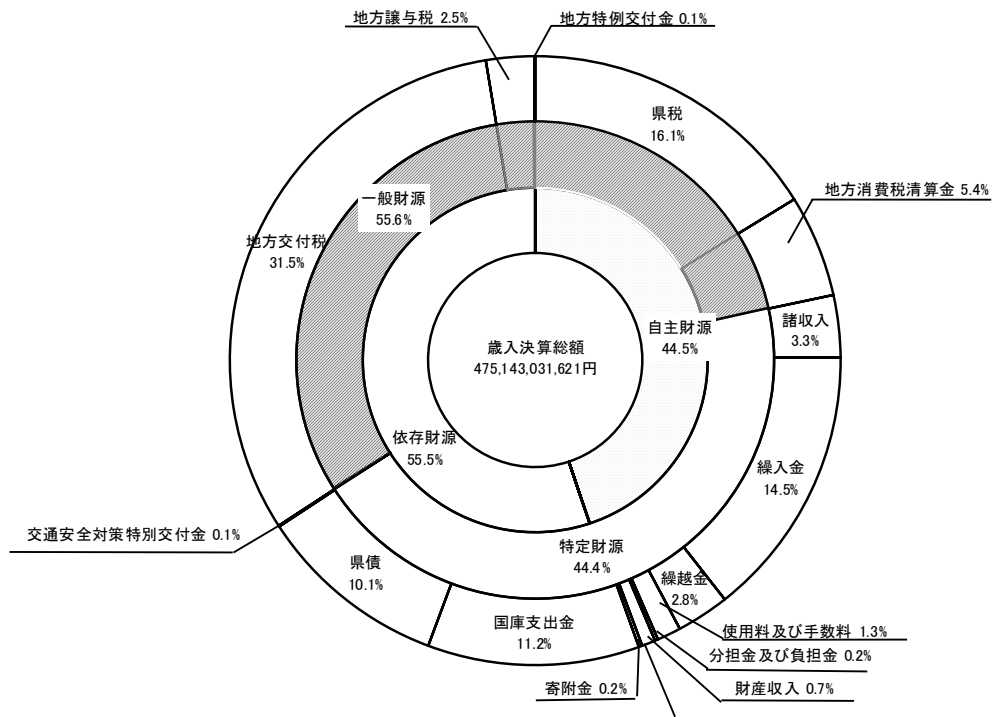 地方譲与税 2.5%
地方特例交付金 0.1%
県税
16.1%
地方消費税清算金 5.4%
一般財源
55.6%
地方交付税
31.5%
諸収入
3.3%
自主財源
44.5%
歳入決算総額
475,143,031,621円
依存財源
55.5%
繰入金
14.5%
交通安全対策特別交付金 0.1%
特定財源
44.4%
県債
10.1%
繰越金
2.8%
国庫支出金
11.2%
使用料及び手数料 1.3%
分担金及び負担金 0.2%
寄附金 0.2%
財産収入 0.7%